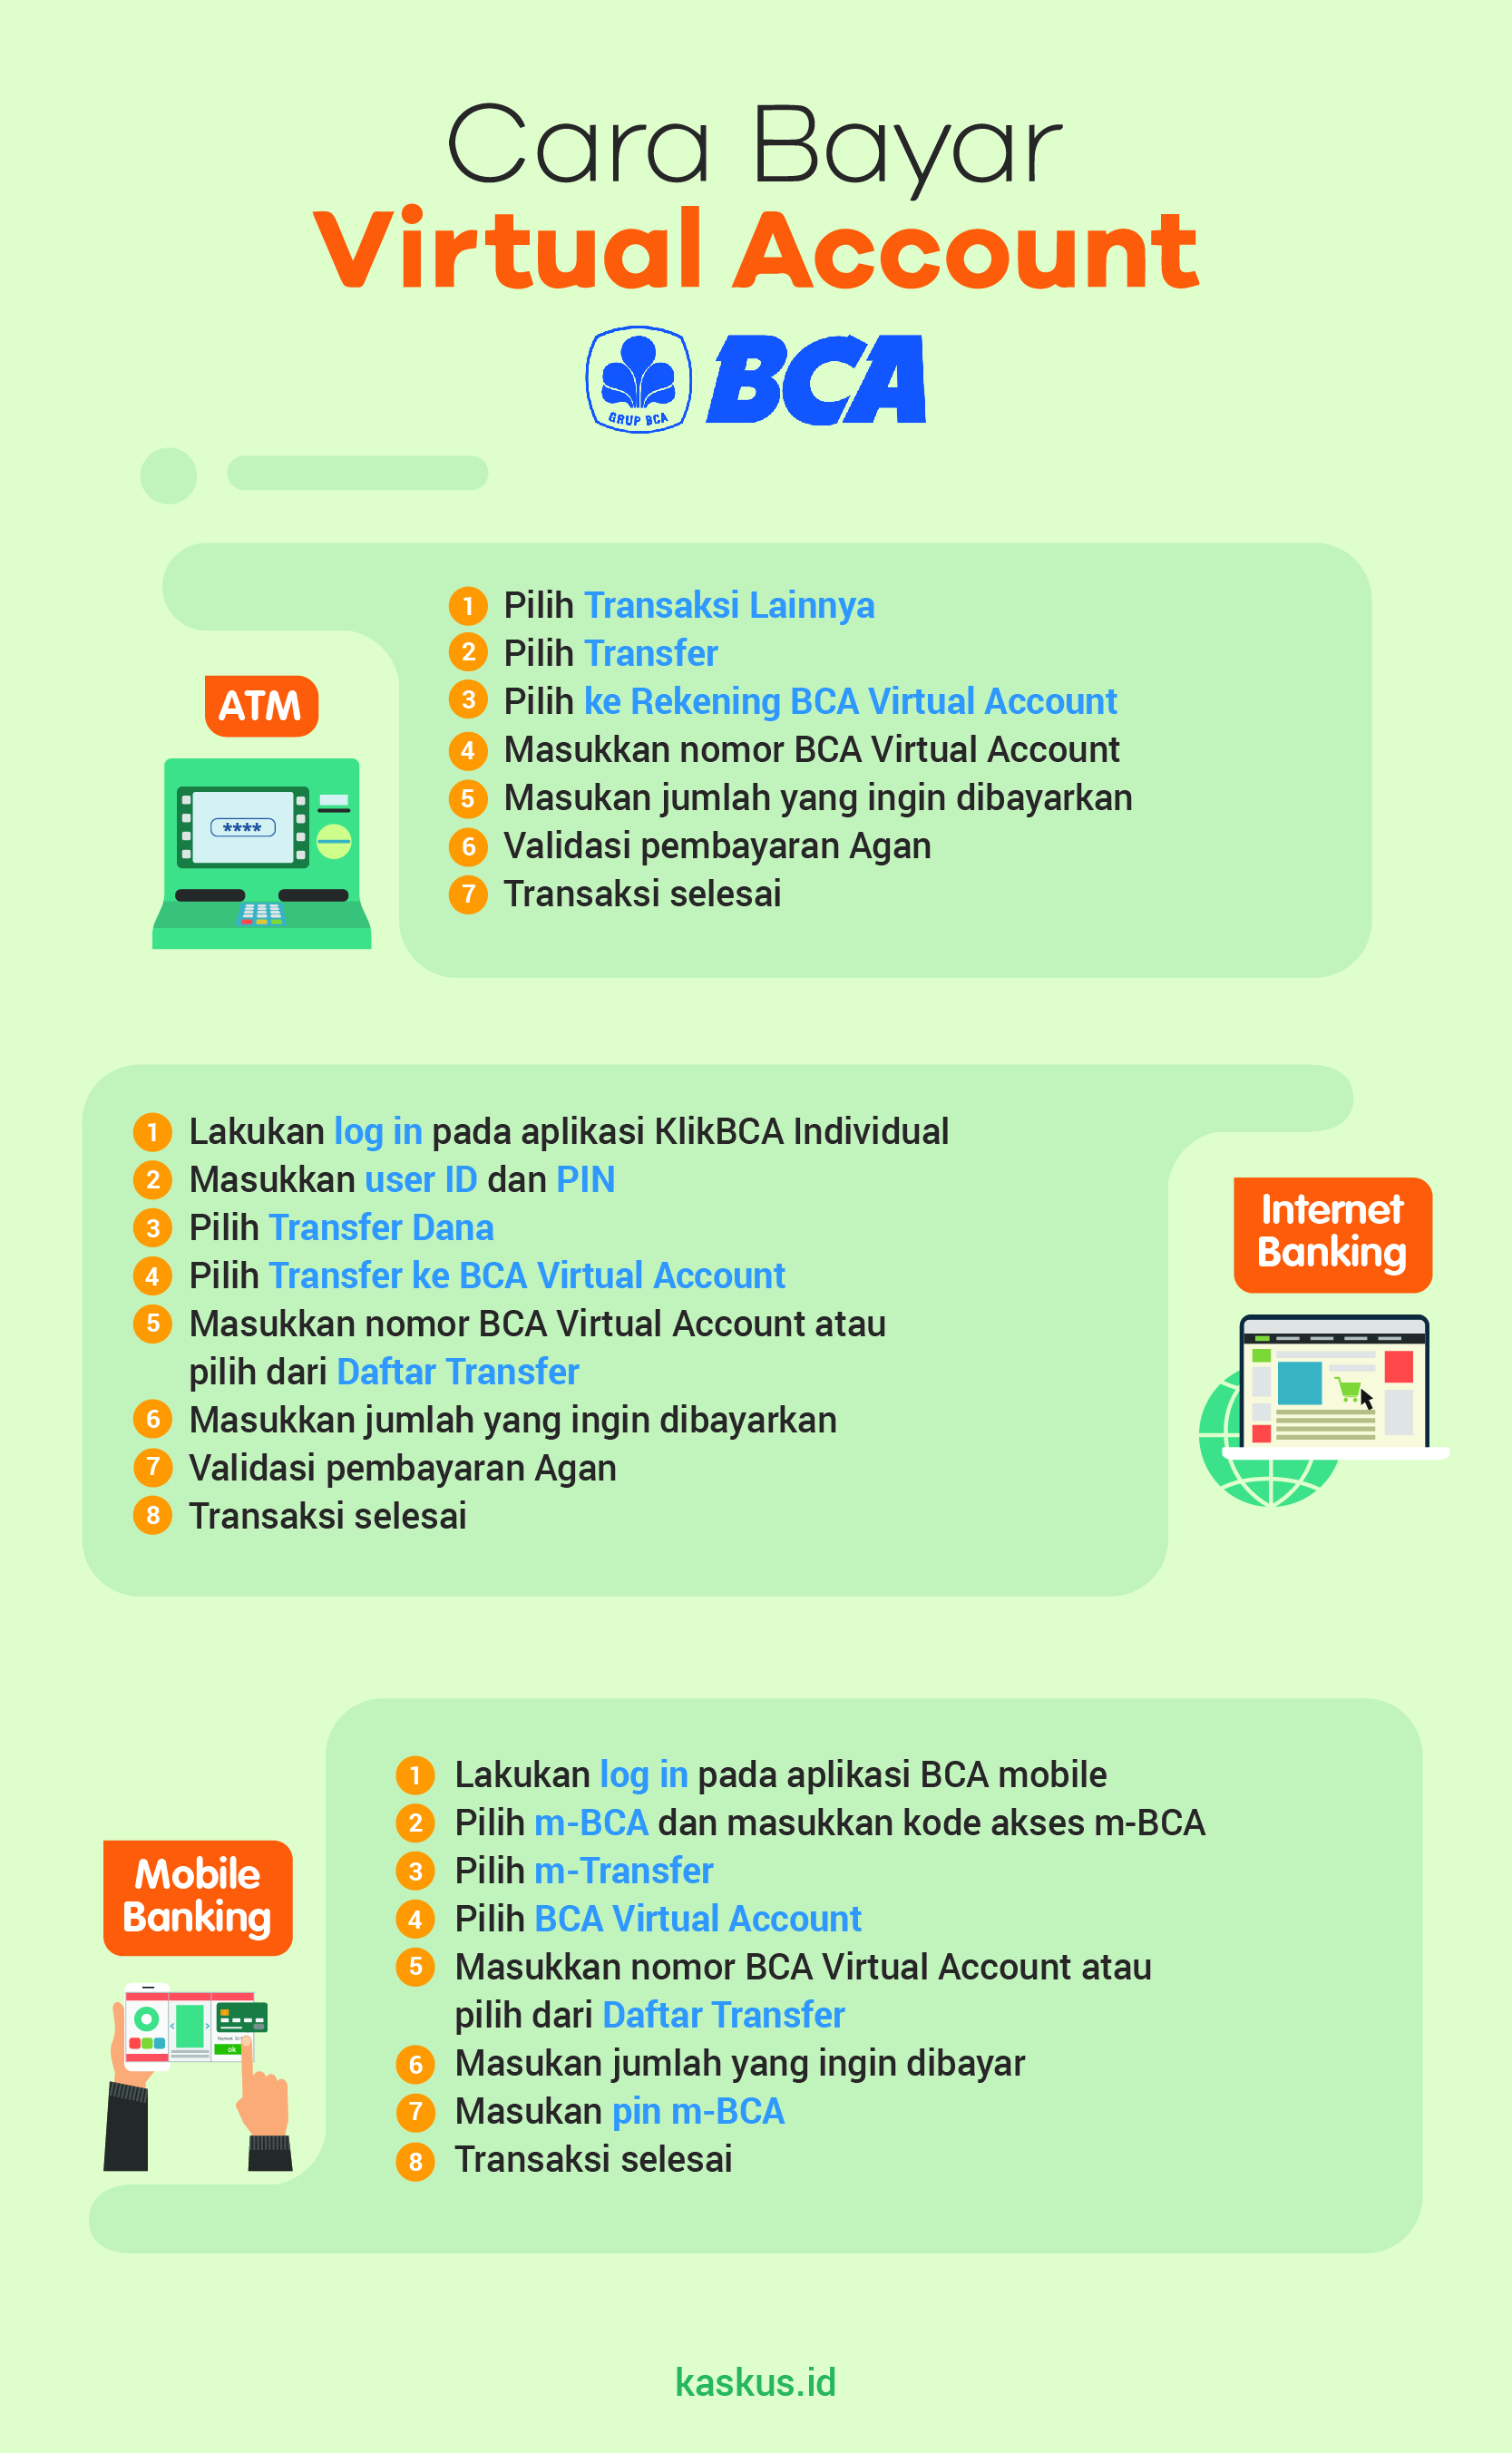 Cara Bayar
Virtual Account
GRUP BCA
BCA
ATM
****
1 Pilih Transaksi Lainnya
2 Pilih Transfer
3 Pilih ke Rekening BCA Virtual Account
4 Masukkan nomor BCA Virtual Account
5 Masukan jumlah yang ingin dibayarkan
6 Validasi pembayaran Agan
7 Transaksi selesai
Internet
Banking
1 Lakukan log in pada aplikasi KlikBCA Individual
2 Masukkan user ID dan PIN
3 Pilih Transfer Dana
4 Pilih Transfer ke BCA Virtual Account
5 Masukkan nomor BCA Virtual Account atau
pilih dari Daftar Transfer
6 Masukkan jumlah yang ingin dibayarkan
7 Validasi pembayaran Agan
8 Transaksi selesai
Mobile
Banking
ok
1 Lakukan log in pada aplikasi BCA mobile
2 Pilih m-BCA dan masukkan kode akses m-BCA
3 Pilih m-Transfer
4 Pilih BCA Virtual Account
5 Masukkan nomor BCA Virtual Account atau
pilih dari Daftar Transfer
6 Masukan jumlah yang ingin dibayar
7 Masukan pin m-BCA
8 Transaksi selesai
kaskus.id